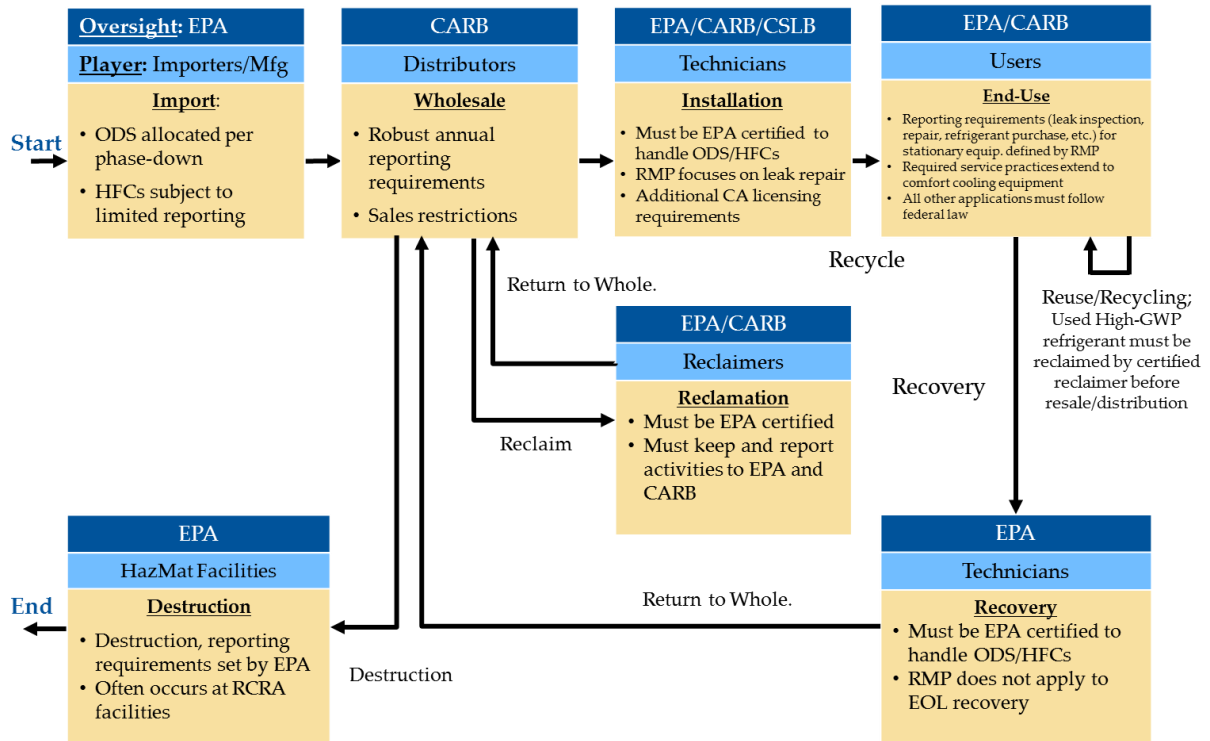 Oversight: EPA
Player: Importers/Mfg
Import:
• ODS allocated per
phase-down
• HFCs subject to
limited reporting
Start
CARB
Distributors
Wholesale
• Robust annual
reporting
requirements
• Sales restrictions
EPA/CARB/CSLB
Technicians
Installation
• Must be EPA certified to
handle ODS/HFCs
• RMP focuses on leak repair
• Additional CA licensing
requirements
EPA/CARB
Users
End-Use
• Reporting requirements (leak inspection,
repair, refrigerant purchase, etc.) for
stationary equip. defined by RMP
• Required service practices extend to
comfort cooling equipment
• All other applications must follow
federal law
Recycle
Reuse/Recycling;
Used High-GWP
refrigerant must be
reclaimed by certified
reclaimer before
resale/distribution
Return to Whole.
EPA/CARB
Reclaimers
Reclamation
• Must be EPA certified
• Must keep and report
activities to EPA and
CARB
Reclaim
Recovery
EPA
HazMat Facilities
Destruction
• Destruction, reporting
requirements set by EPA
• Often occurs at RCRA
facilities
End
Destruction
Return to Whole.
EPA
Technicians
Recovery
• Must be EPA certified to
handle ODS/HFCs
• RMP does not apply to
EOL recovery